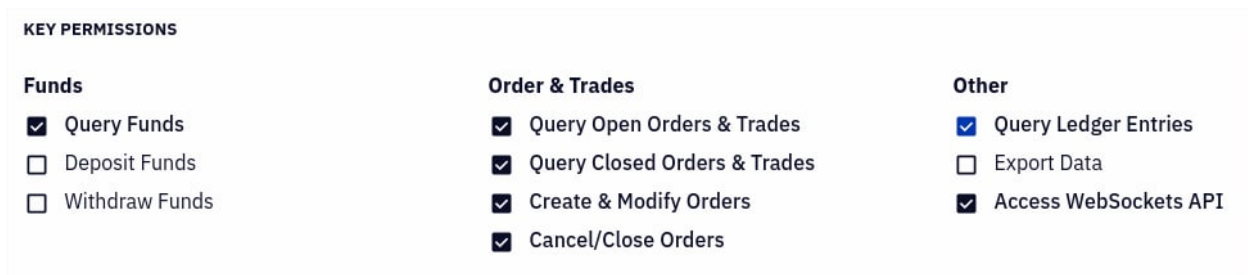 KEY PERMISSIONS
Funds
Query Funds
Deposit Funds
Withdraw Funds
Order & Trades
Query Open Orders & Trades
Query Closed Orders & Trades
Create & Modify Orders
Cancel/Close Orders
Other
Query Ledger Entries
Export Data
Access WebSockets API